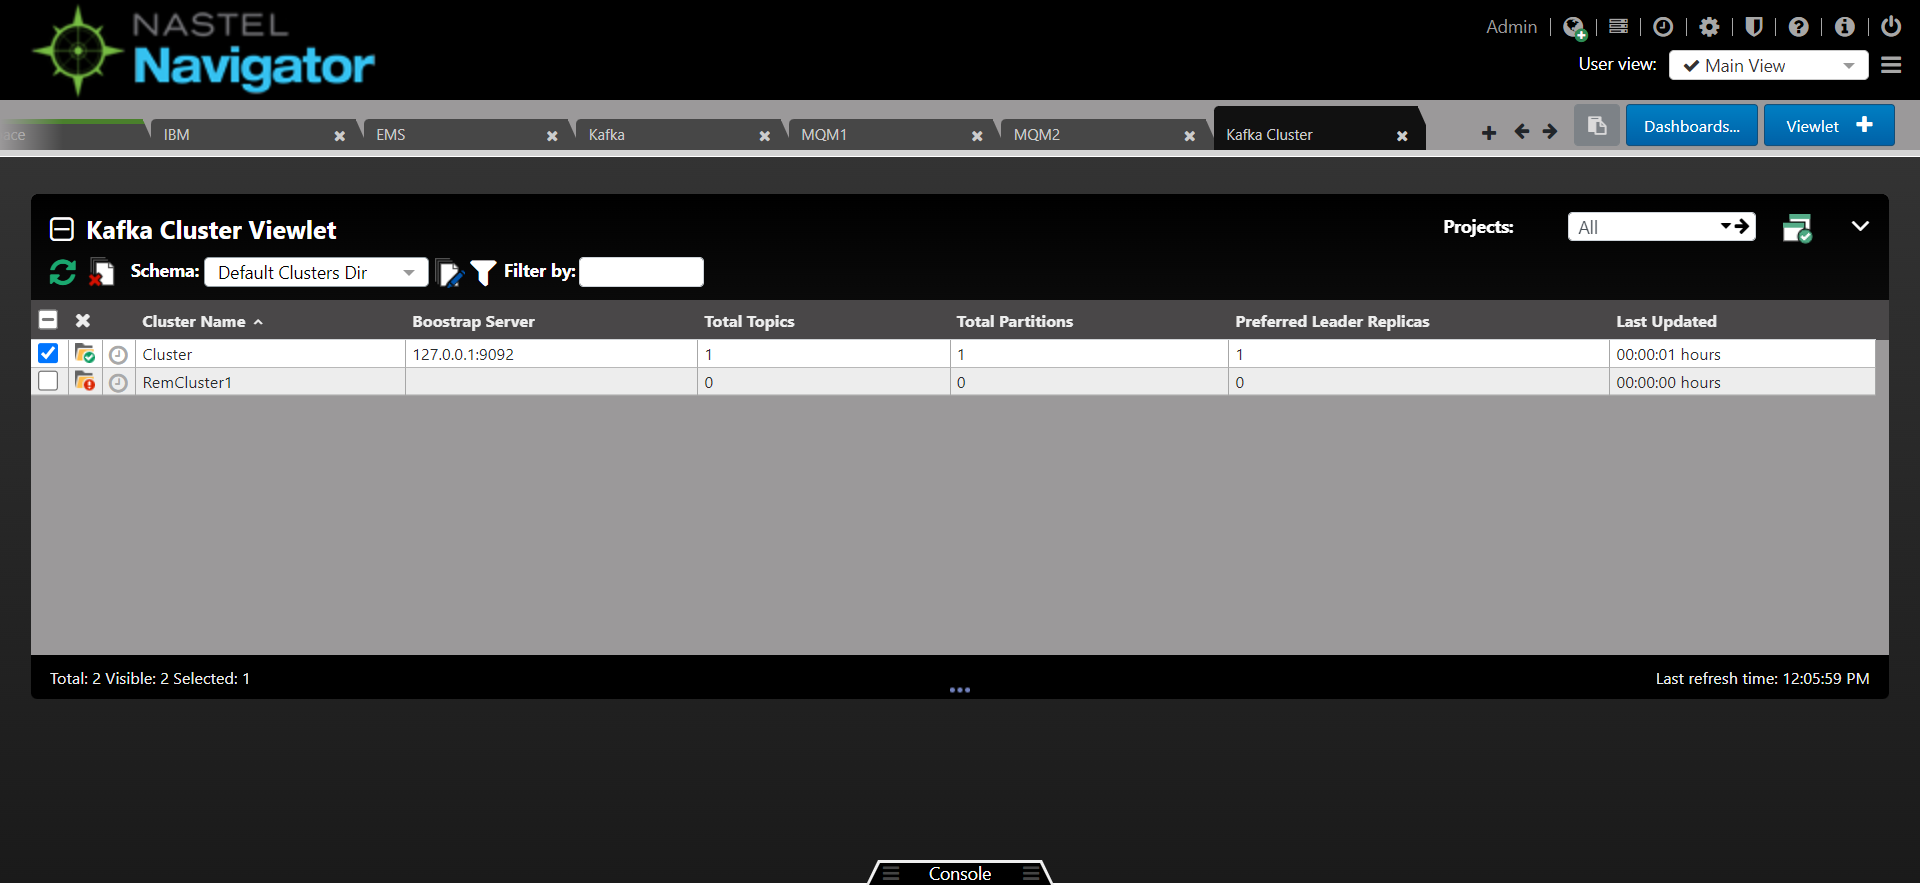 NASTEL
Navigator
Admin
User view: Main View
ace
IBM
EMS
Kafka
MQM1
MQM2
Kafka Cluster
Dashboards...
Viewlet
Kafka Cluster Viewlet
Projects: All
Schema: Default Clusters Dir Filter by:
Cluster Name Boostrap Server Total Topics Total Partitions Preferred Leader Replicas Last Updated
Cluster 127.0.0.1:9092 1 1 1 00:00:01 hours
RemCluster1 0 0 0 00:00:00 hours
Total: 2 Visible: 2 Selected: 1
Last refresh time: 12:05:59 PM
Console